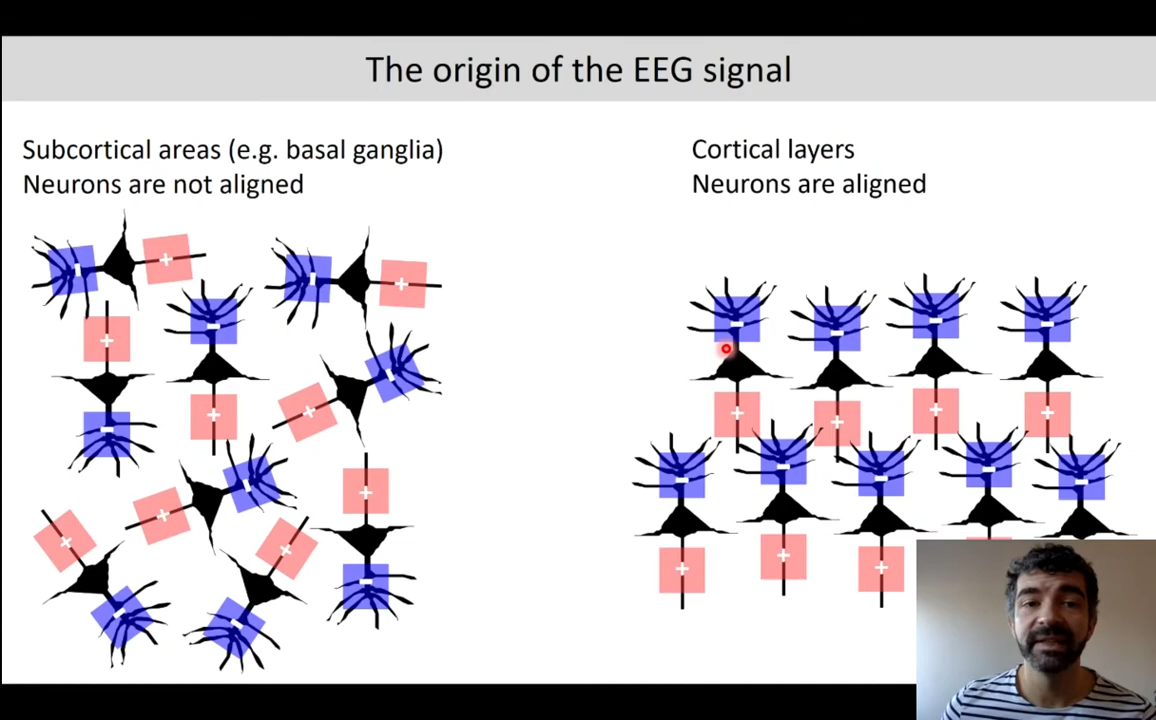 The origin of the EEG signal
Subcortical areas (e.g. basal ganglia)
Neurons are not aligned
Cortical layers
Neurons are aligned